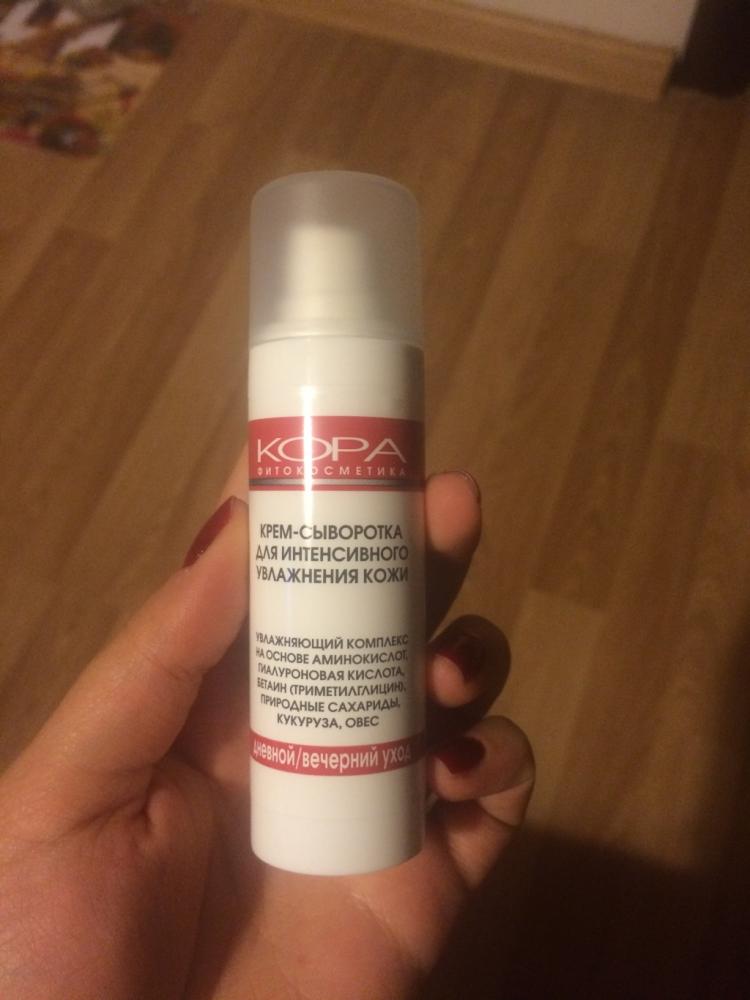 КОРА
ФИТОКОСМЕТИКА
КРЕМ-СЫВОРОТКА
ДЛЯ ИНТЕНСИВНОГО
УВЛАЖНЕНИЯ КОЖИ
УВЛАЖНЯЮЩИЙ КОМПЛЕКС
НА ОСНОВЕ АМИНОКИСЛОТ,
ГИАЛУРОНОВАЯ КИСЛОТА,
БЕТАИН (ТРИМЕТИЛГЛИЦИН),
ПРИРОДНЫЕ САХАРИДЫ,
КУКУРУЗА, ОВЕС
дневной/вечерний уход